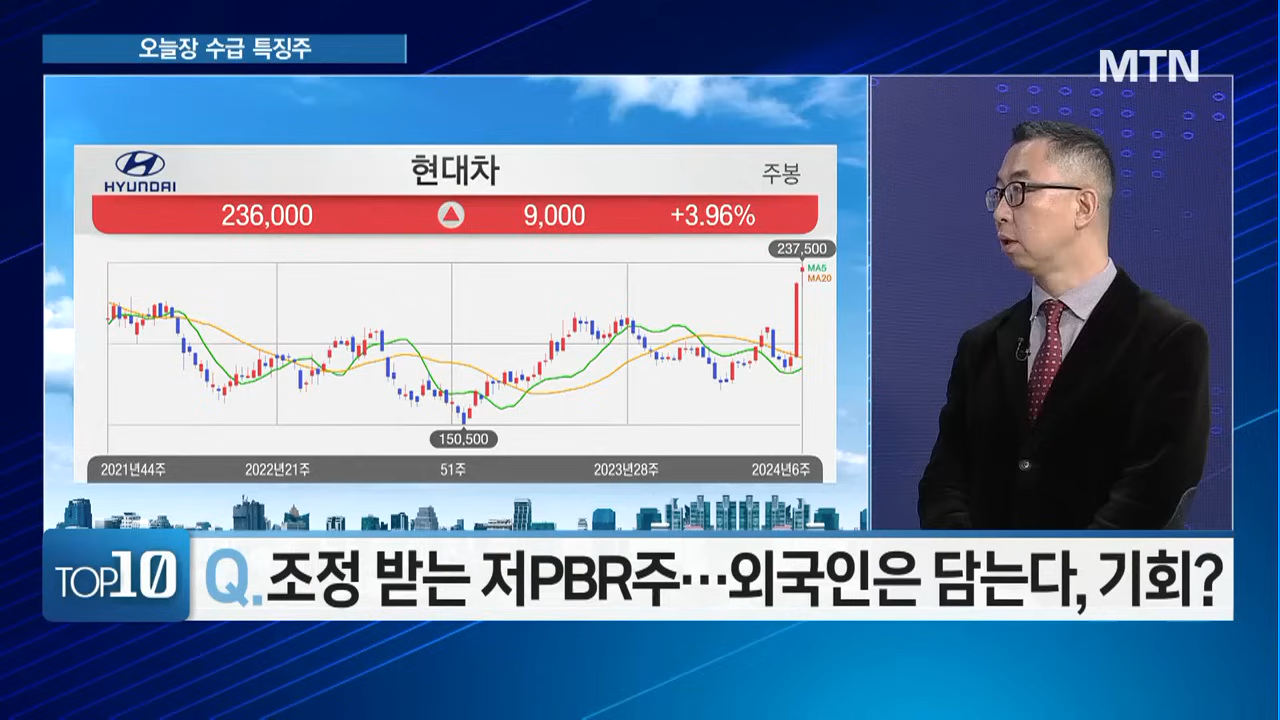 오늘장 수급 특징주
MTN
HYUNDAI
현대차
주봉
236,000 9,000 +3.96%
237,500
MA5
MA20
150,500
2021년44주 2022년21주 51주 2023년28주 2024년6주
TOP10
Q.조정 받는 저PBR주…외국인은 담는다, 기회?